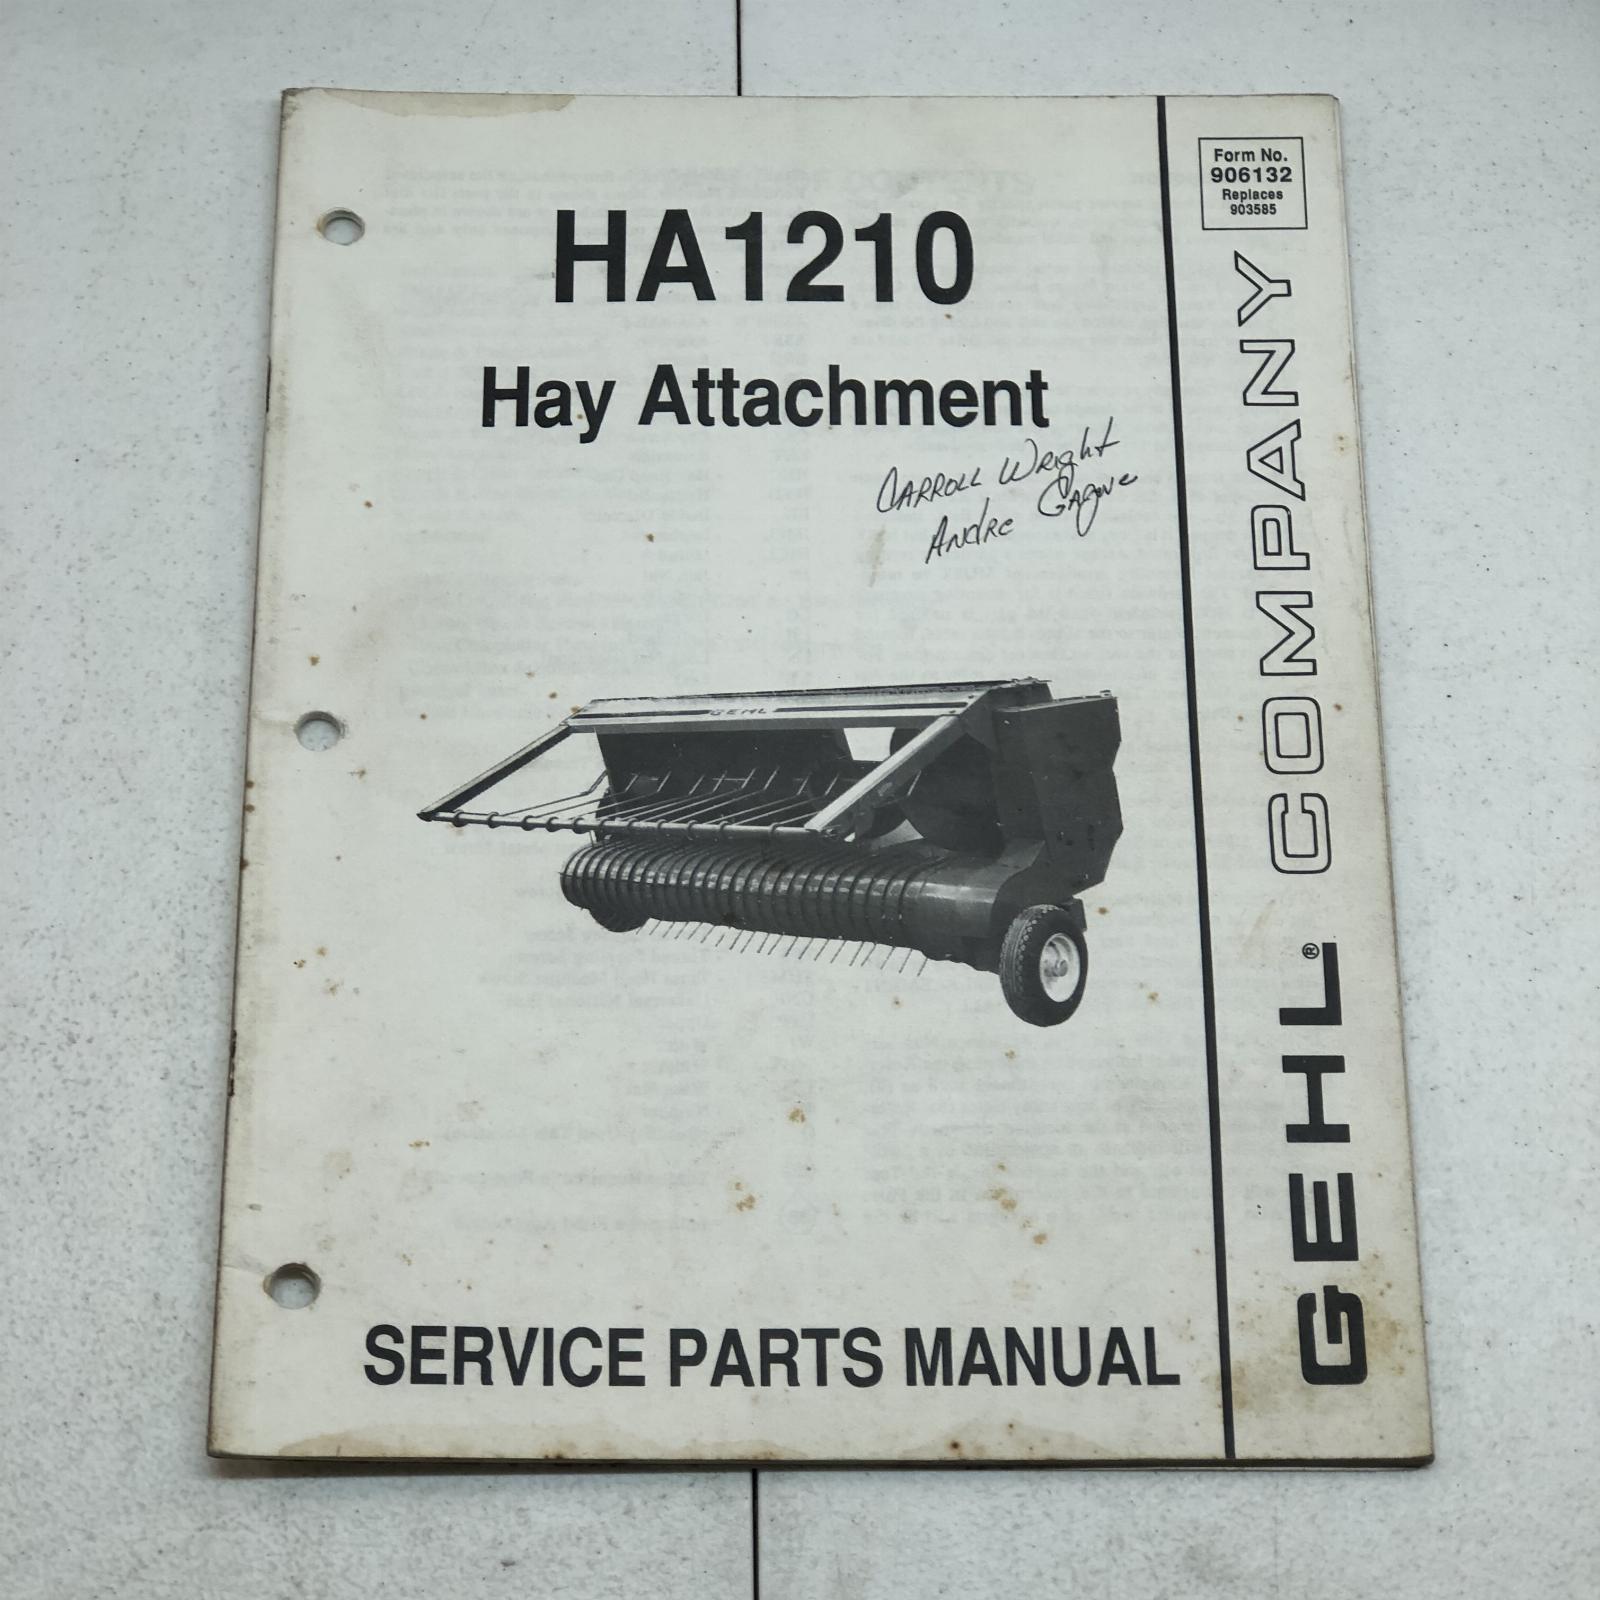 Form No.
906132
Replaces
903585
HA1210
Hay Attachment
CARROLL Wright
Andre Gagne
GEHL
SERVICE PARTS MANUAL
GEHL® COMPANY